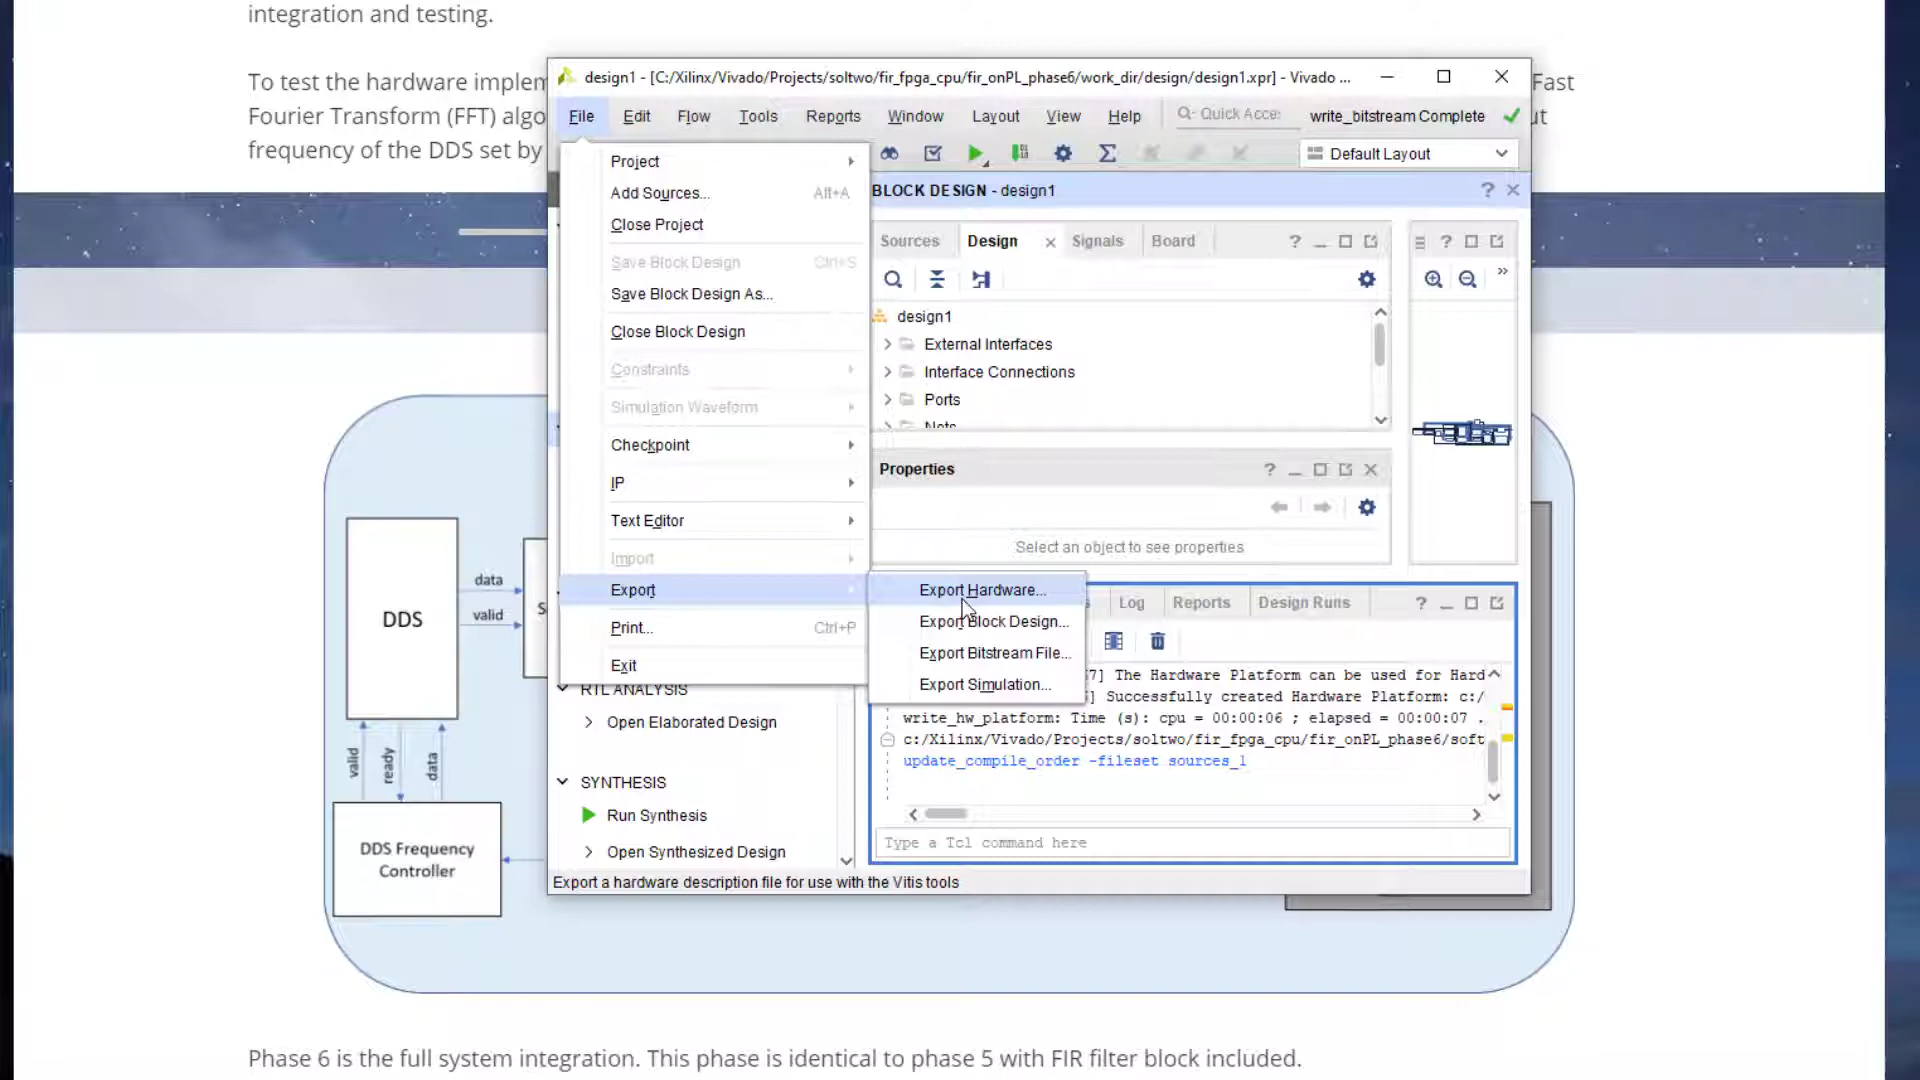 integration and testing.
To test the hardware implem
Fast
Fourier Transform (FFT) algo
frequency of the DDS set by
design1 - [C:/Xilinx/Vivado/Projects/soltwo/fir_fpga_cpu/fir_onPL_phase6/work_dir/design/design1.xpr] - Vivado ...
File Edit Flow Tools Reports Window Layout View Help
Quick Acce:
write_bitstream Complete
Default Layout
Project
Add Sources... Alt+A
Close Project
Save Block Design Ctrl+S
Save Block Design As...
Close Block Design
Constraints
Simulation Waveform
Checkpoint
IP
Text Editor
Import
Export
Print... Ctrl+P
Exit
Export Hardware...
Export Block Design...
Export Bitstream File...
Export Simulation...
BLOCK DESIGN - design1
Sources Design Signals Board
design1
External Interfaces
Interface Connections
Ports
Nets
Properties
Select an object to see properties
Log Reports Design Runs
7] The Hardware Platform can be used for Hard
] Successfully created Hardware Platform: c:/
write_hw_platform: Time (s): cpu = 00:00:06 ; elapsed = 00:00:07 .
c:/Xilinx/Vivado/Projects/soltwo/fir_fpga_cpu/fir_onPL_phase6/soft
update_compile_order -fileset sources_1
Type a Tcl command here
RTL ANALYSIS
Open Elaborated Design
SYNTHESIS
Run Synthesis
Open Synthesized Design
Export a hardware description file for use with the Vitis tools
DDS
data
valid
valid
ready
data
DDS Frequency
Controller
Phase 6 is the full system integration. This phase is identical to phase 5 with FIR filter block included.